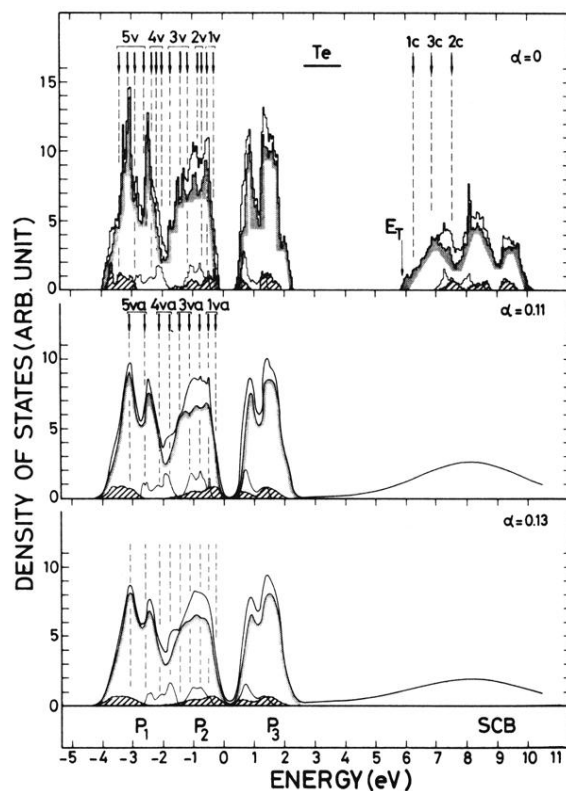 5v 4v 3v 2v 1v
Te
1c 3c 2c
α=0
15
10
5
0
E_T
5va 4va 3va 1va
α=0.11
10
5
0
α=0.13
10
5
0
P₁ P₂ P₃ SCB
-5 -4 -3 -2 -1 0 1 2 3 4 5 6 7 8 9 10 11
ENERGY (eV)
DENSITY OF STATES (ARB. UNIT)